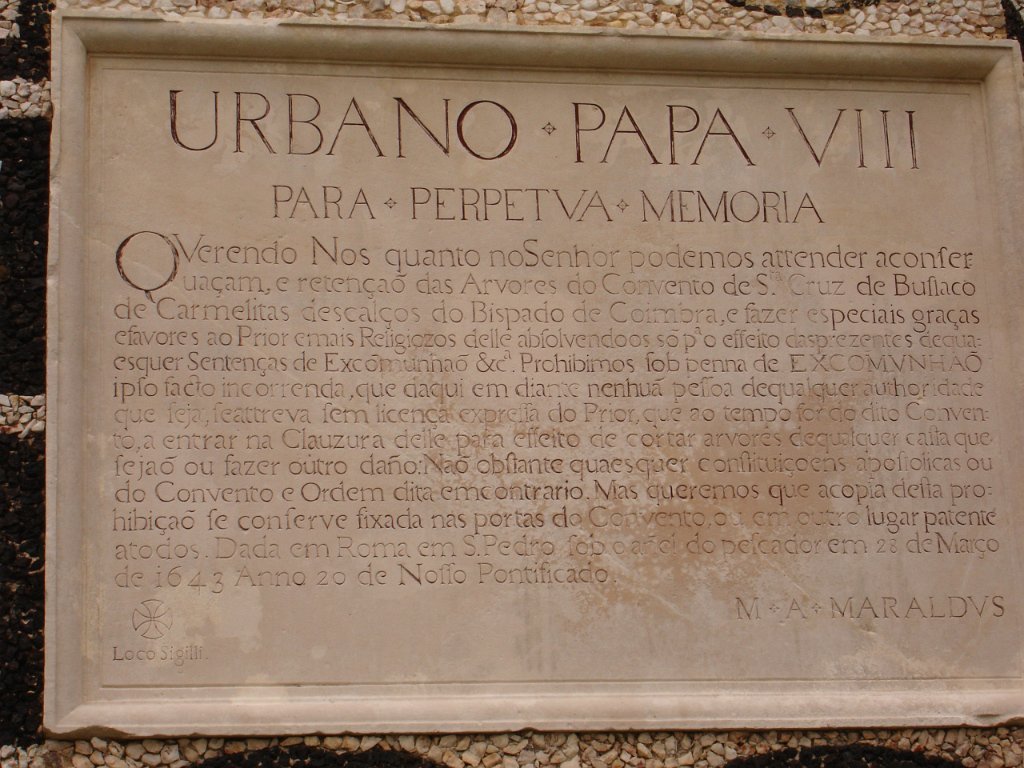 URBANO · PAPA · VIII
PARA · PERPETVA · MEMORIA
QVerendo Nos quanto noSenhor podemos attender aconſer
uaçam, e retençaõ das Arvores do Convento de S.ta Cruz de Buſſaco
de Carmelitas descalços do Bispado de Coimbra, e fazer especiais graças
efavores ao Prior emais Religiozos delle abſolvendoos sõ pª o effeito dasprezentes dequa=
esquer Sentenças de Excõmunhaõ &cª. Prohibimos ſob penna de EXCOMVNHAÕ
ipſo facto incorrenda, que daqui em diante nenhuã peſſoa dequalquer authoridade
que ſeja, ſeattreva ſem licença expreſſa do Prior, que ao tempo for do dito Conven-
to, a entrar na Clauzura delle para effeito de cortar arvores dequalquer caſta que
ſejaõ ou fazer outro dano: Naõ obſtante quaesquer conſtituiçoens apoſtolicas ou
do Convento e Ordem dita emcontrario. Mas queremos que acopia deſta pro=
hibiçaõ ſe conſerve fixada nas portas do Convento, ou em outro lugar patente
atodos. Dada em Roma em S. Pedro ſob o añel do peſcador em 28 de Março
de 1643 Anno 20 de Noſſo Pontificado.
M · A · MARALDVS
Loco Sigilli.